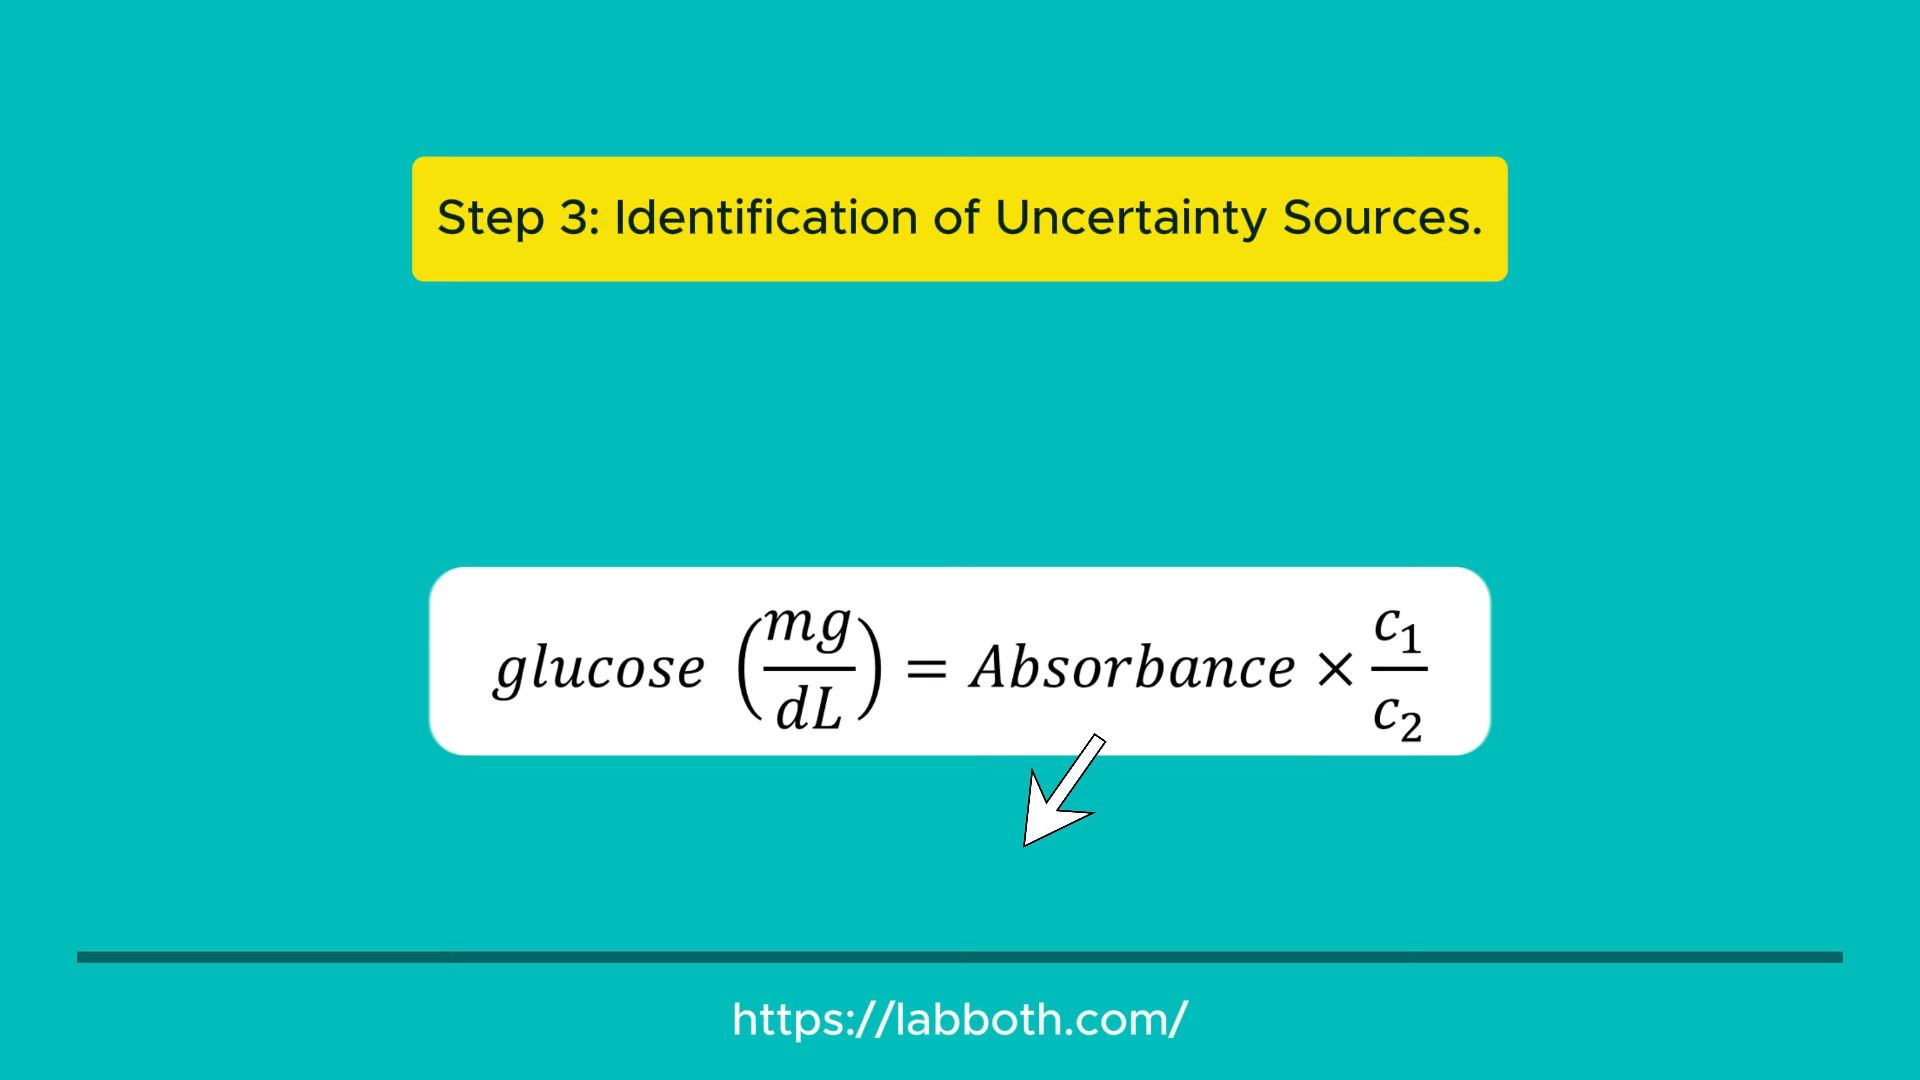 Step 3: Identification of Uncertainty Sources.
glucose (mg/dL) = Absorbance × c₁/c₂
https://labboth.com/